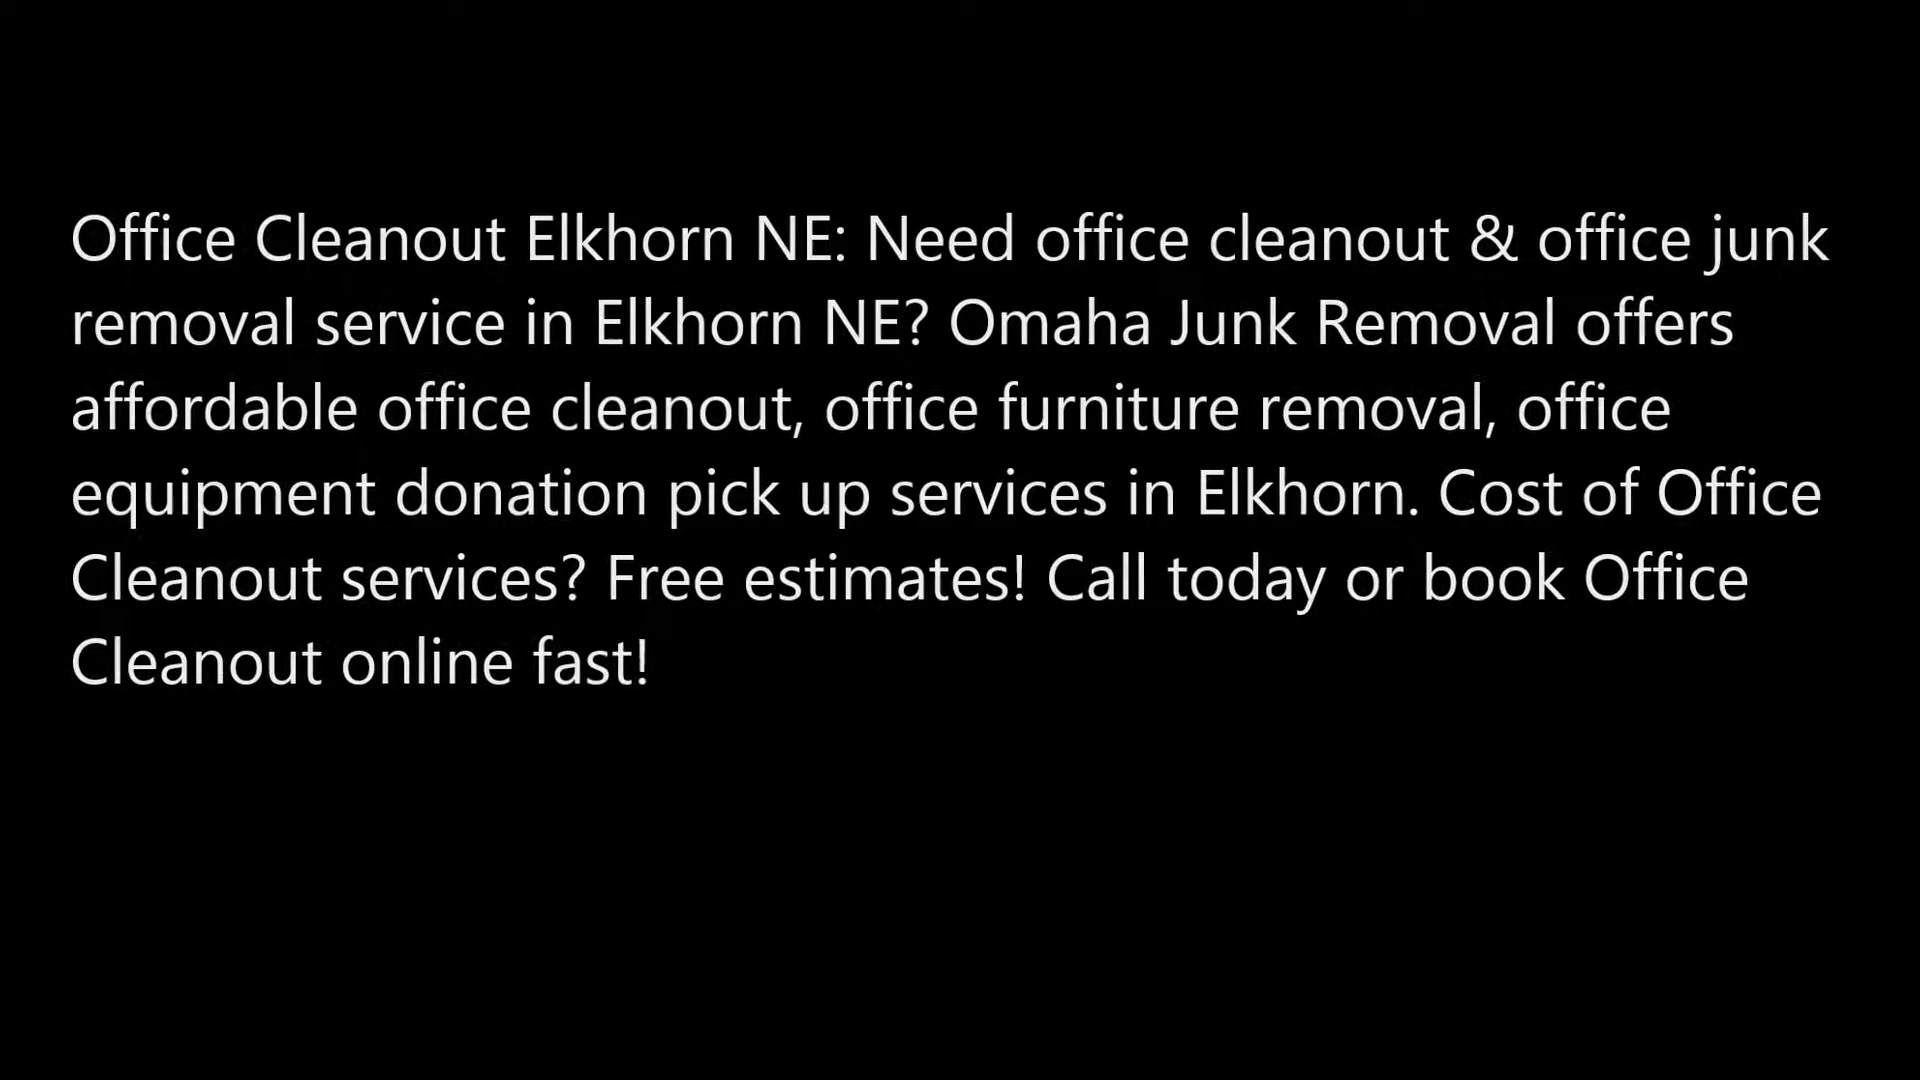 Office Cleanout Elkhorn NE: Need office cleanout & office junk
removal service in Elkhorn NE? Omaha Junk Removal offers
affordable office cleanout, office furniture removal, office
equipment donation pick up services in Elkhorn. Cost of Office
Cleanout services? Free estimates! Call today or book Office
Cleanout online fast!